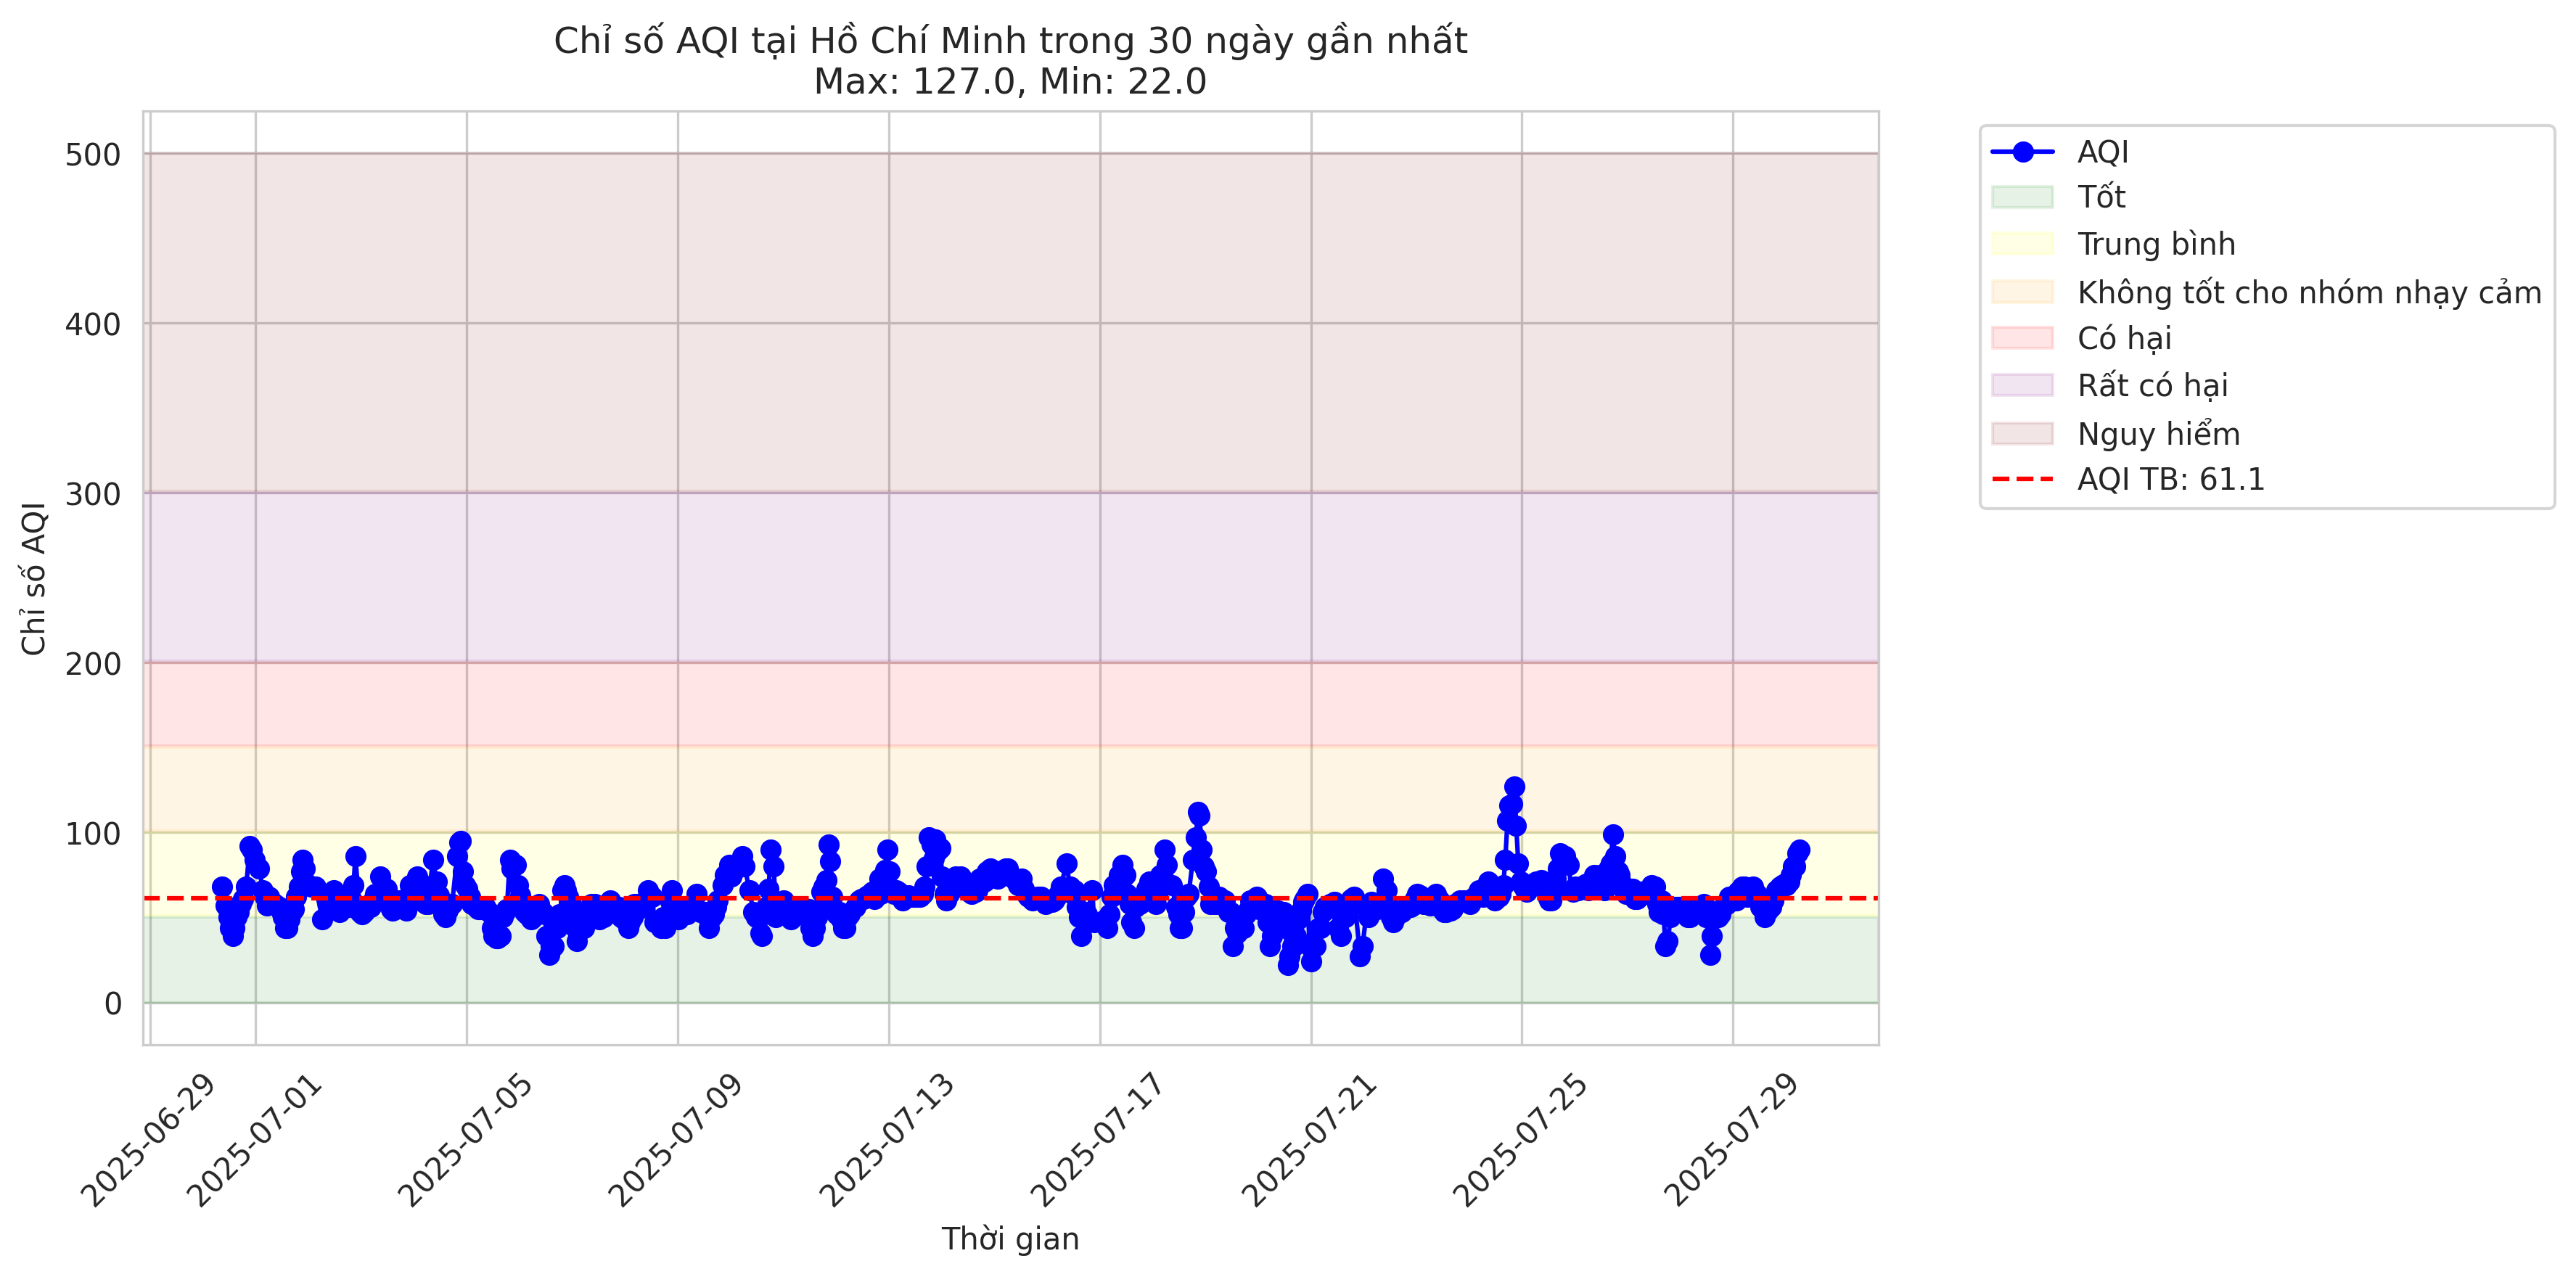 Chỉ số AQI tại Hồ Chí Minh trong 30 ngày gần nhất
Max: 127.0, Min: 22.0
Chỉ số AQI
500
400
300
200
100
0
2025-06-29
2025-07-01
2025-07-05
2025-07-09
2025-07-13
2025-07-17
2025-07-21
2025-07-25
2025-07-29
Thời gian
AQI
Tốt
Trung bình
Không tốt cho nhóm nhạy cảm
Có hại
Rất có hại
Nguy hiểm
AQI TB: 61.1